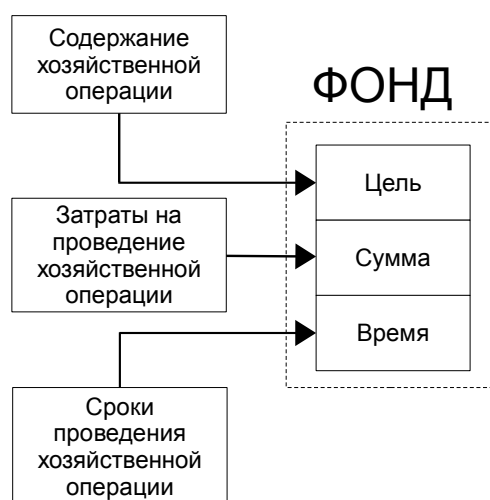 Содержание
хозяйственной
операции
ФОНД
Цель
Затраты на
проведение
хозяйственной
операции
Сумма
Время
Сроки
проведения
хозяйственной
операции